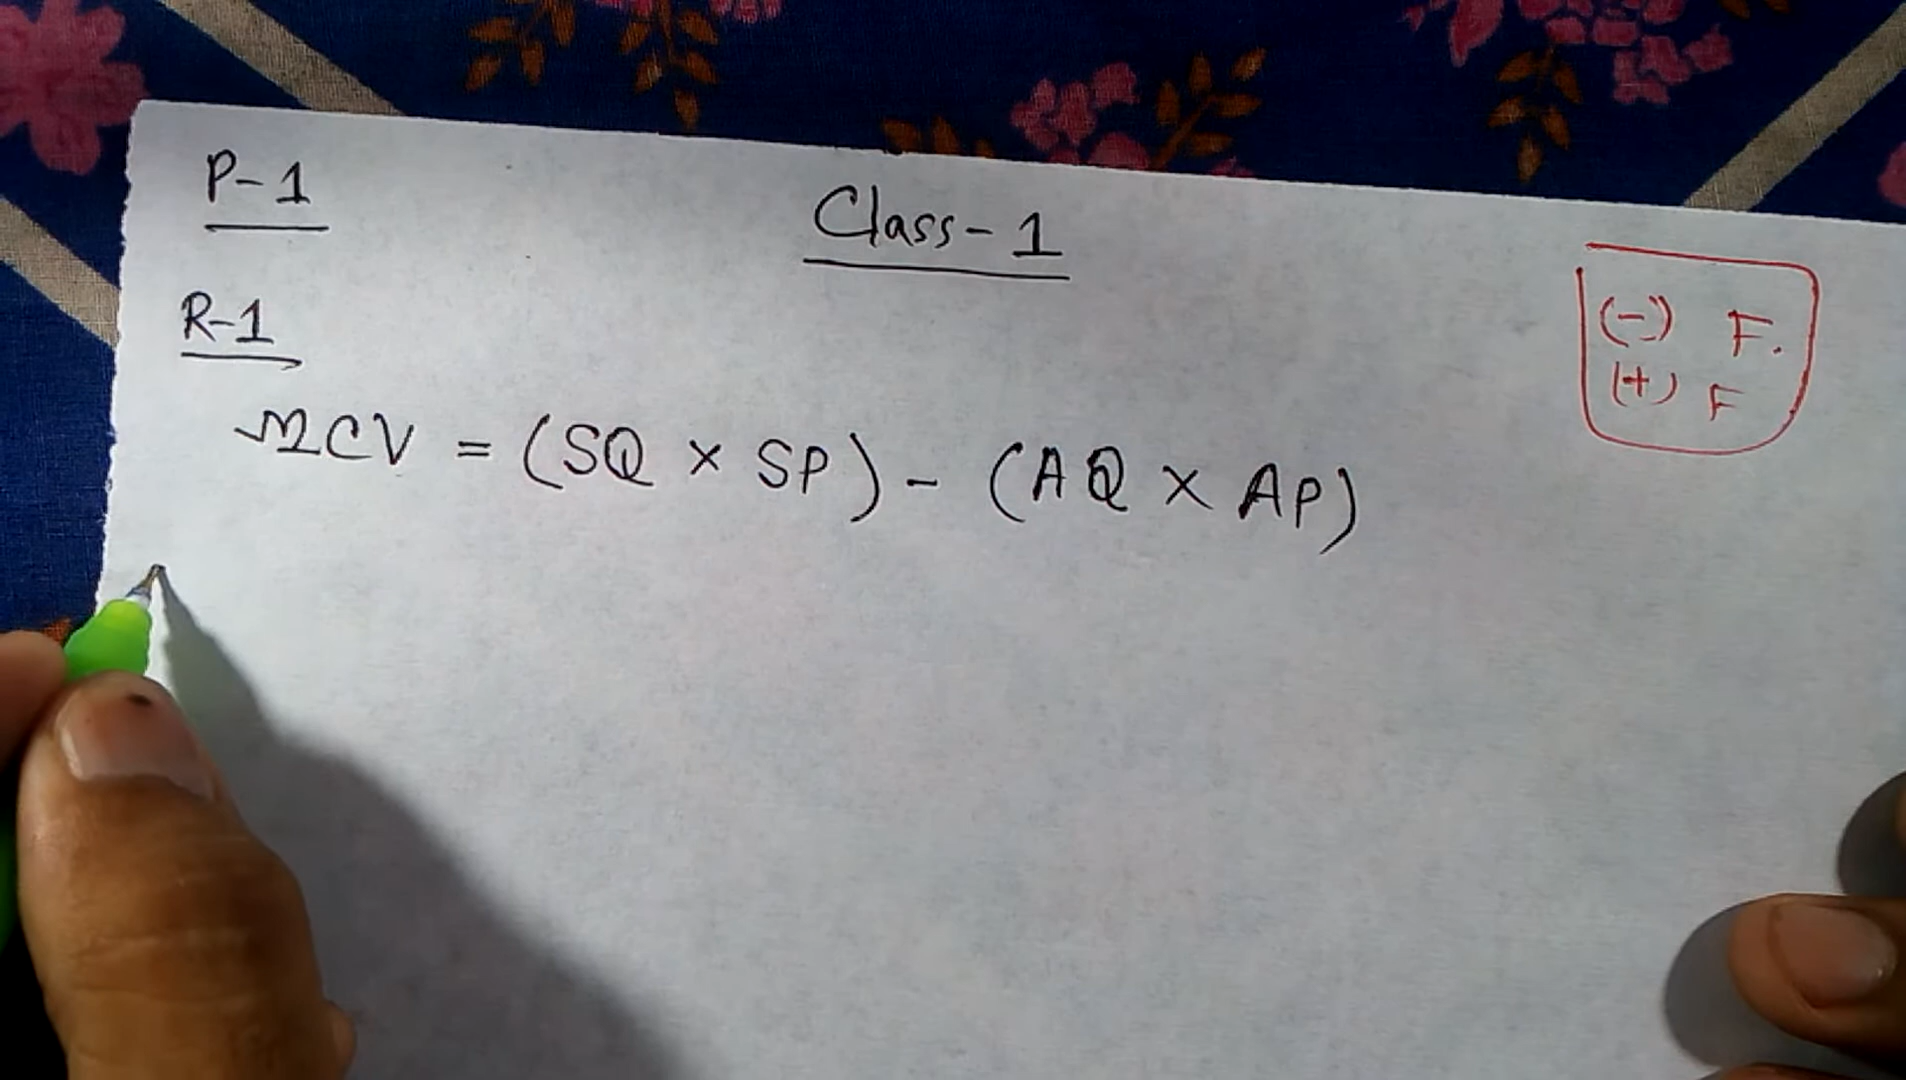 P-1
Class-1
R-1
(-) F.
(+) F
MCV = (SQ × SP) - (AQ × AP)